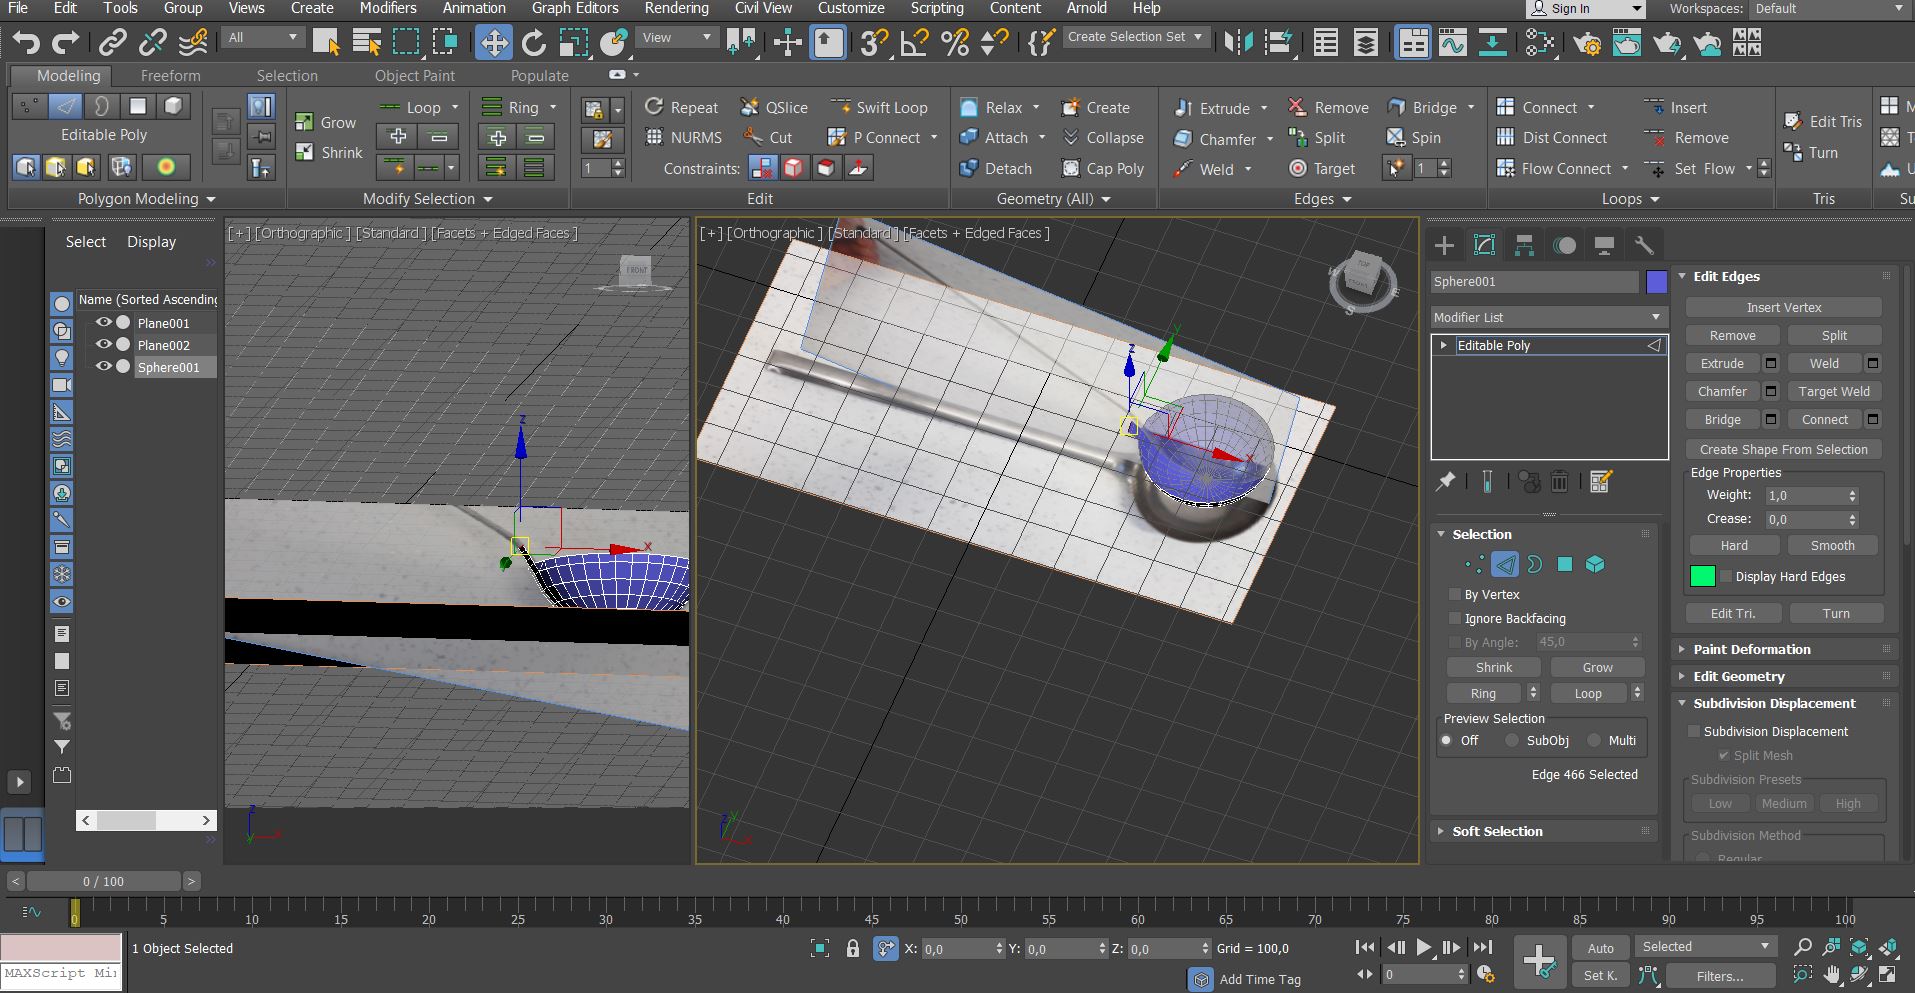 File Edit Tools Group Views Create Modifiers Animation Graph Editors Rendering Civil View Customize Scripting Content Arnold Help Sign In Workspaces: Default
All View Create Selection Set
Modeling Freeform Selection Object Paint Populate
Loop Ring Repeat QSlice Swift Loop Relax Create Extrude Remove Bridge Connect Insert
Editable Poly Grow NURMS Cut P Connect Attach Collapse Chamfer Split Spin Dist Connect Remove Edit Tris
Shrink 1 Constraints: Detach Cap Poly Weld Target 1 Flow Connect Set Flow Turn
Polygon Modeling Modify Selection Edit Geometry (All) Edges Loops Tris
Select Display
[+] [Orthographic ] [Standard ] [Facets + Edged Faces ]
[+] [Orthographic ] [Standard ] [Facets + Edged Faces ]
FRONT
TOP
FRONT
W
E
S
Name (Sorted Ascending
Plane001
Plane002
Sphere001
z
x
z
y
x
z
y
x
z
y
x
Sphere001
Modifier List
Editable Poly
Selection
By Vertex
Ignore Backfacing
By Angle: 45,0
Shrink Grow
Ring Loop
Preview Selection
Off SubObj Multi
Edge 466 Selected
Soft Selection
Edit Edges
Insert Vertex
Remove Split
Extrude Weld
Chamfer Target Weld
Bridge Connect
Create Shape From Selection
Edge Properties
Weight: 1,0
Crease: 0,0
Hard Smooth
Display Hard Edges
Edit Tri. Turn
Paint Deformation
Edit Geometry
Subdivision Displacement
Subdivision Displacement
Split Mesh
Subdivision Presets
Low Medium High
Subdivision Method
Regular
< 0 / 100 >
0 5 10 15 20 25 30 35 40 45 50 55 60 65 70 75 80 85 90 95 100
1 Object Selected X: 0,0 Y: 0,0 Z: 0,0 Grid = 100,0 Auto Selected
MAXScript Mi Add Time Tag 0 Set K. Filters...